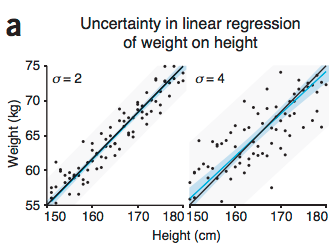 a
Uncertainty in linear regression
of weight on height
σ = 2
σ = 4
Weight (kg)
75
70
65
60
55
150 160 170 180
150 160 170 180
Height (cm)